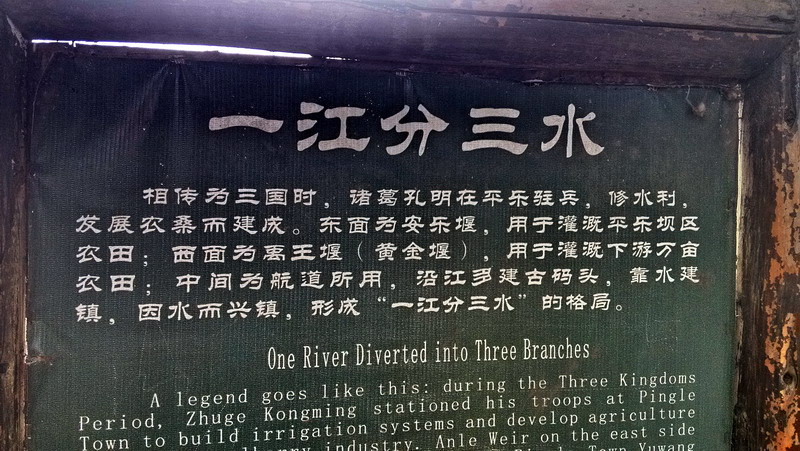 一江分三水
相传为三国时，诸葛孔明在平乐驻兵，修水利，
发展农桑而建成。东面为安乐堰，用于灌溉平乐坝区
农田；西面为禹王堰（黄金堰），用于灌溉下游万亩
农田；中间为航道所用，沿江多建古码头，靠水建
镇，因水而兴镇，形成“一江分三水”的格局。
One River Diverted into Three Branches
A legend goes like this: during the Three Kingdoms
Period, Zhuge Kongming stationed his troops at Pingle
Town to build irrigation systems and develop agriculture
industry. Anle Weir on the east side
Town Yuwang